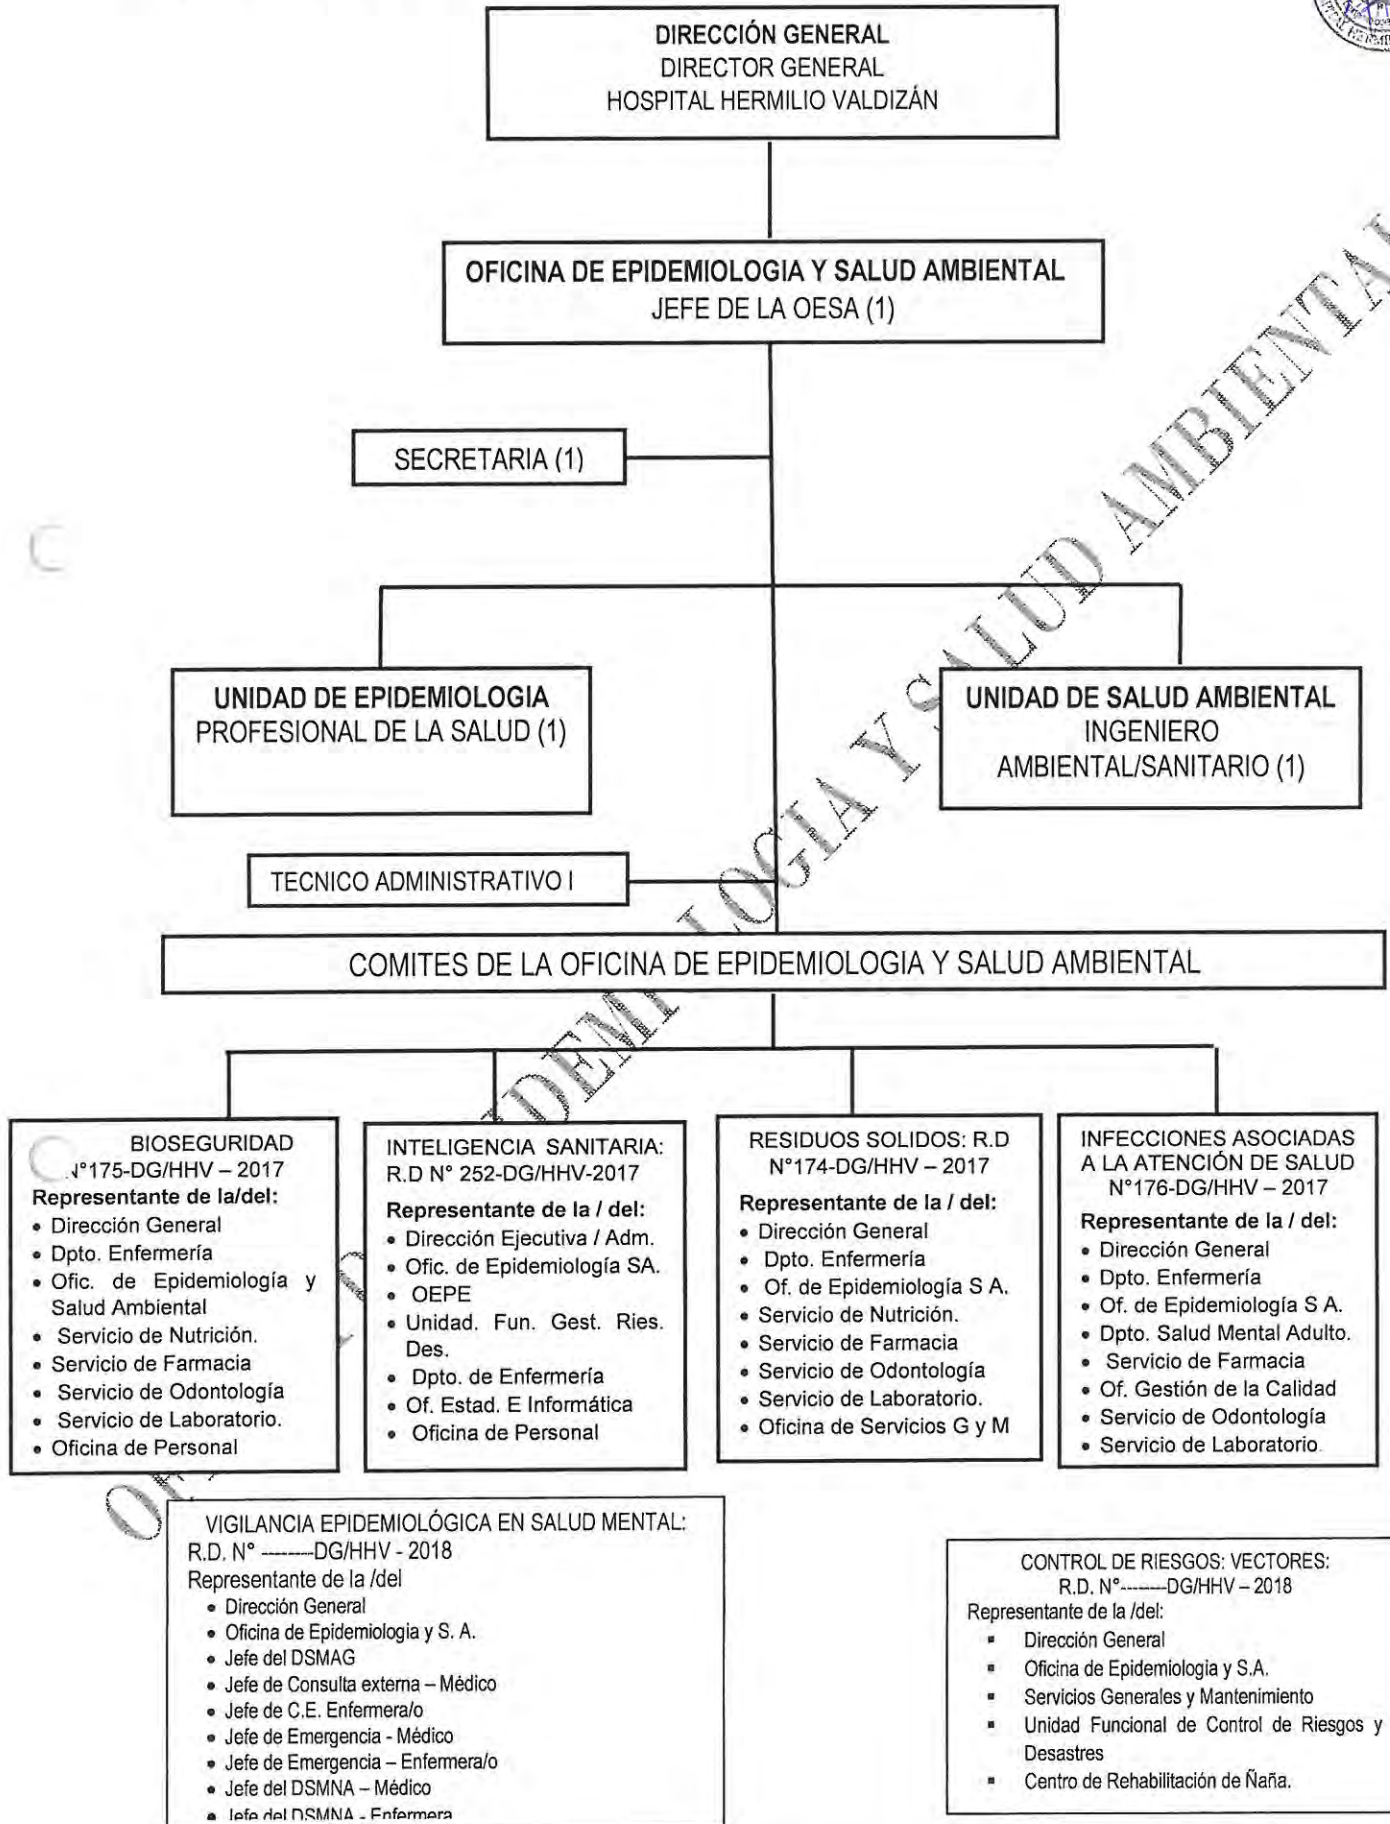 DIRECCIÓN GENERAL
DIRECTOR GENERAL
HOSPITAL HERMILIO VALDIZÁN
OFICINA DE EPIDEMIOLOGIA Y SALUD AMBIENTAL
JEFE DE LA OESA (1)
SECRETARIA (1)
UNIDAD DE EPIDEMIOLOGIA
PROFESIONAL DE LA SALUD (1)
UNIDAD DE SALUD AMBIENTAL
INGENIERO
AMBIENTAL/SANITARIO (1)
TECNICO ADMINISTRATIVO I
COMITES DE LA OFICINA DE EPIDEMIOLOGIA Y SALUD AMBIENTAL
BIOSEGURIDAD
N°175-DG/HHV – 2017
Representante de la/del:
• Dirección General
• Dpto. Enfermería
• Ofic. de Epidemiología y
Salud Ambiental
• Servicio de Nutrición.
• Servicio de Farmacia
• Servicio de Odontología
• Servicio de Laboratorio.
• Oficina de Personal
INTELIGENCIA SANITARIA:
R.D N° 252-DG/HHV-2017
Representante de la / del:
• Dirección Ejecutiva / Adm.
• Ofic. de Epidemiología SA.
• OEPE
• Unidad. Fun. Gest. Ries.
Des.
• Dpto. de Enfermería
• Of. Estad. E Informática
• Oficina de Personal
RESIDUOS SOLIDOS: R.D
N°174-DG/HHV – 2017
Representante de la / del:
• Dirección General
• Dpto. Enfermería
• Of. de Epidemiología S A.
• Servicio de Nutrición.
• Servicio de Farmacia
• Servicio de Odontología
• Servicio de Laboratorio.
• Oficina de Servicios G y M
INFECCIONES ASOCIADAS
A LA ATENCIÓN DE SALUD
N°176-DG/HHV – 2017
Representante de la / del:
• Dirección General
• Dpto. Enfermería
• Of. de Epidemiología S A.
• Dpto. Salud Mental Adulto.
• Servicio de Farmacia
• Of. Gestión de la Calidad
• Servicio de Odontología
• Servicio de Laboratorio.
VIGILANCIA EPIDEMIOLÓGICA EN SALUD MENTAL:
R.D. N° --------DG/HHV - 2018
Representante de la /del
• Dirección General
• Oficina de Epidemiologia y S. A.
• Jefe del DSMAG
• Jefe de Consulta externa – Médico
• Jefe de C.E. Enfermera/o
• Jefe de Emergencia - Médico
• Jefe de Emergencia – Enfermera/o
• Jefe del DSMNA – Médico
• Jefe del DSMNA - Enfermera
CONTROL DE RIESGOS: VECTORES:
R.D. N°--------DG/HHV – 2018
Representante de la /del:
▪ Dirección General
▪ Oficina de Epidemiologia y S.A.
▪ Servicios Generales y Mantenimiento
▪ Unidad Funcional de Control de Riesgos y
Desastres
▪ Centro de Rehabilitación de Ñaña.